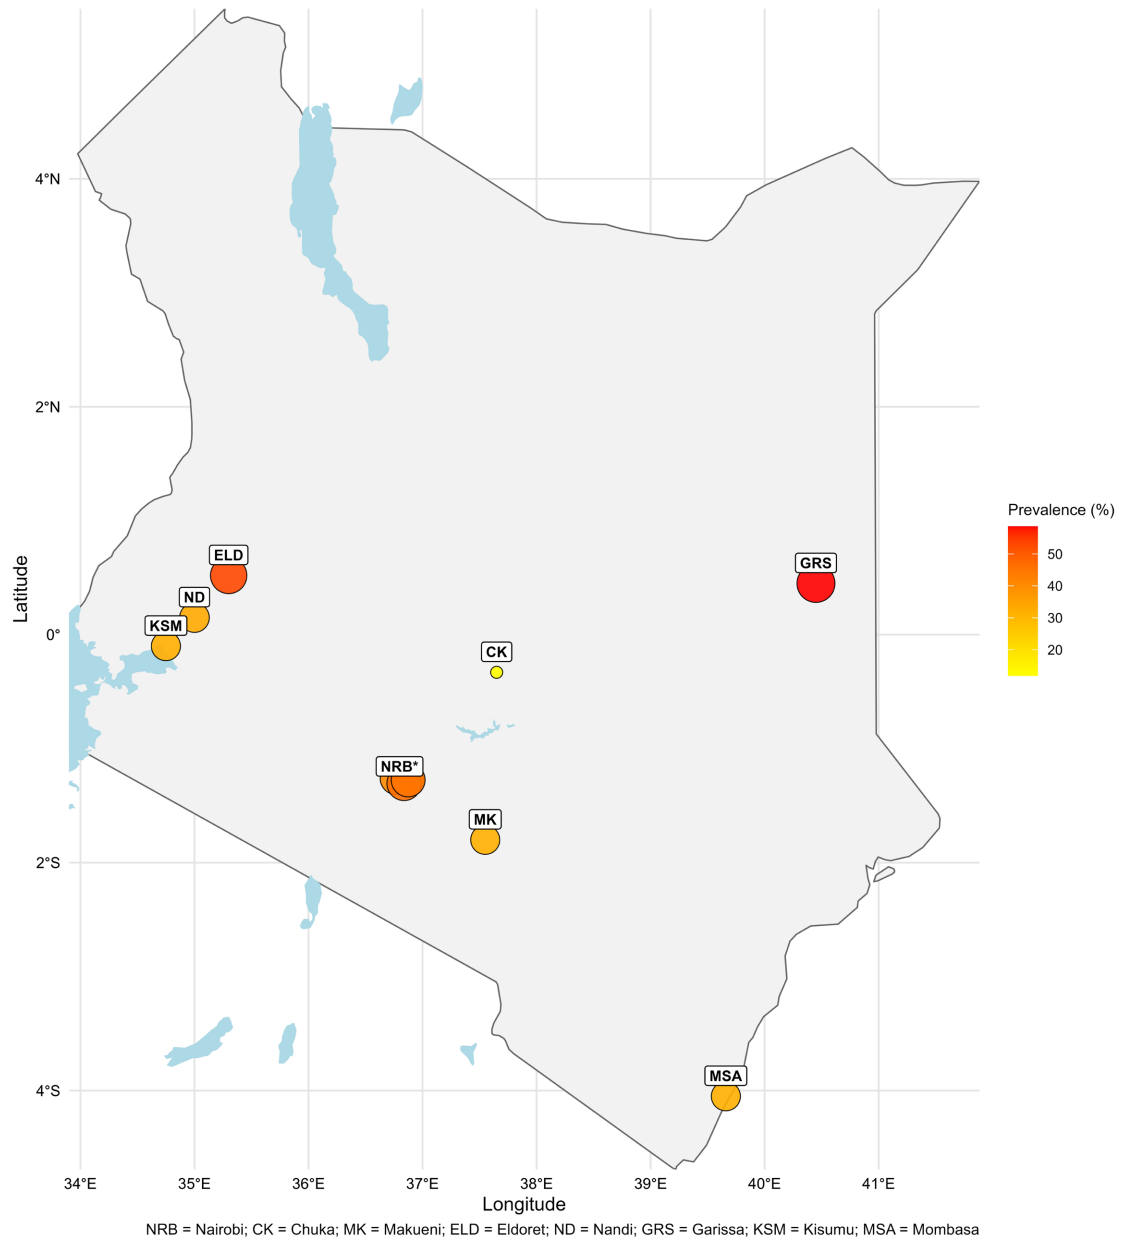 4°N
2°N
0°
2°S
4°S
Latitude
ELD
ND
KSM
GRS
CK
NRB*
MK
MSA
Prevalence (%)
50
40
30
20
34°E 35°E 36°E 37°E 38°E 39°E 40°E 41°E
Longitude
NRB = Nairobi; CK = Chuka; MK = Makueni; ELD = Eldoret; ND = Nandi; GRS = Garissa; KSM = Kisumu; MSA = Mombasa